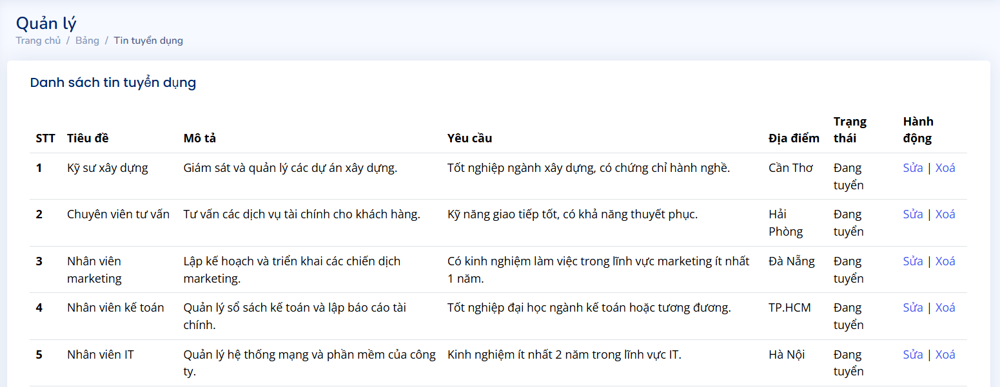 Quản lý
Trang chủ / Bảng / Tin tuyển dụng
Danh sách tin tuyển dụng
STT Tiêu đề Mô tả Yêu cầu Địa điểm Trạng thái Hành động
1 Kỹ sư xây dựng Giám sát và quản lý các dự án xây dựng. Tốt nghiệp ngành xây dựng, có chứng chỉ hành nghề. Cần Thơ Đang tuyển Sửa | Xoá
2 Chuyên viên tư vấn Tư vấn các dịch vụ tài chính cho khách hàng. Kỹ năng giao tiếp tốt, có khả năng thuyết phục. Hải Phòng Đang tuyển Sửa | Xoá
3 Nhân viên marketing Lập kế hoạch và triển khai các chiến dịch marketing. Có kinh nghiệm làm việc trong lĩnh vực marketing ít nhất 1 năm. Đà Nẵng Đang tuyển Sửa | Xoá
4 Nhân viên kế toán Quản lý sổ sách kế toán và lập báo cáo tài chính. Tốt nghiệp đại học ngành kế toán hoặc tương đương. TP.HCM Đang tuyển Sửa | Xoá
5 Nhân viên IT Quản lý hệ thống mạng và phần mềm của công ty. Kinh nghiệm ít nhất 2 năm trong lĩnh vực IT. Hà Nội Đang tuyển Sửa | Xoá